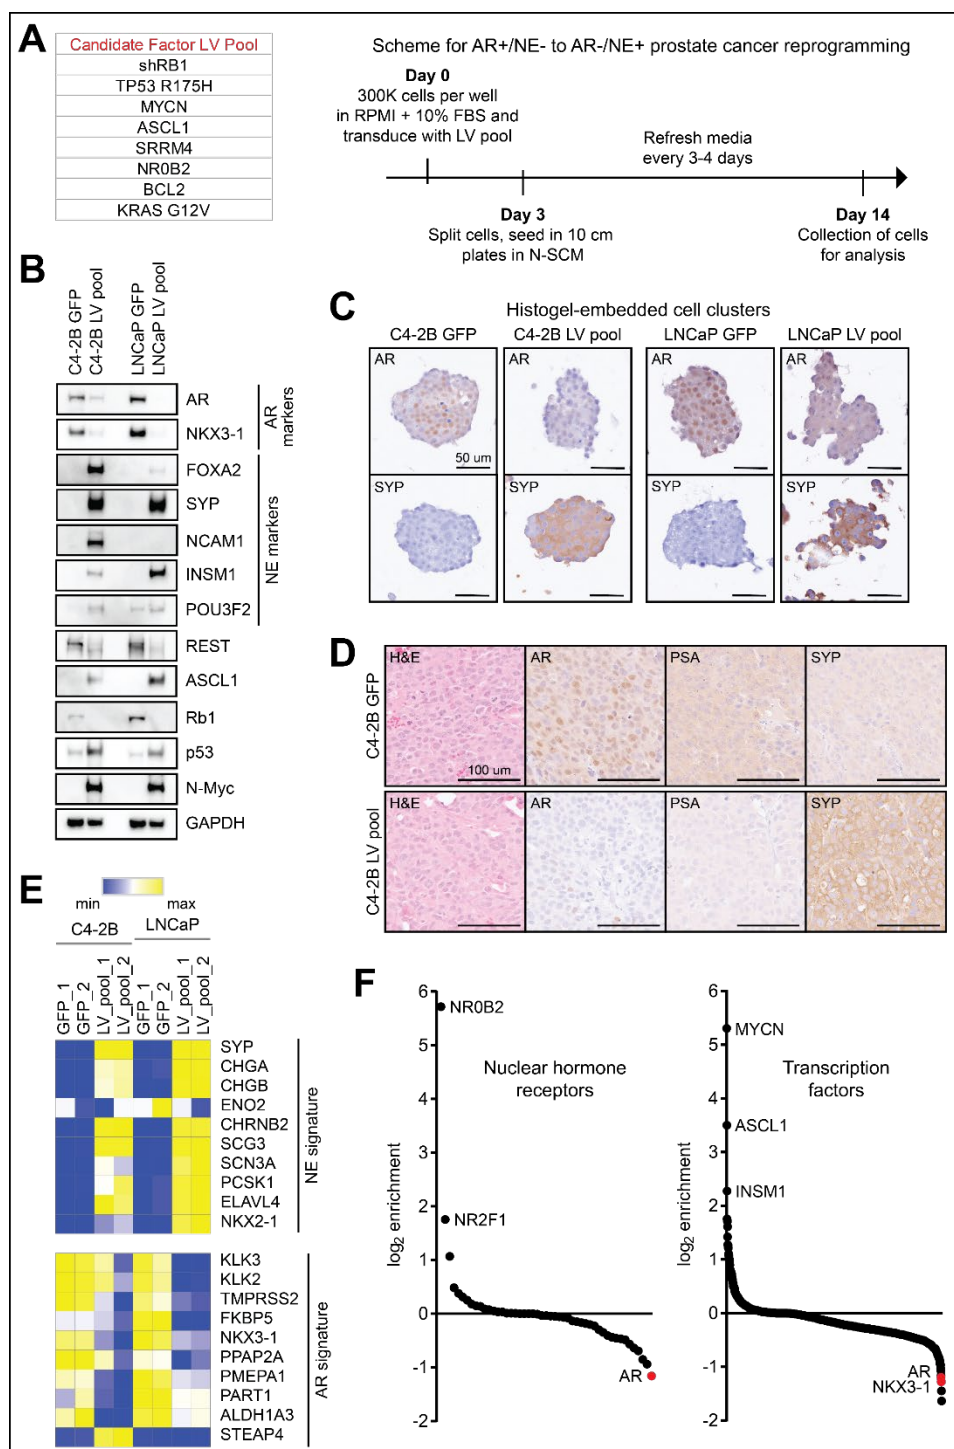 A
Candidate Factor LV Pool
shRB1
TP53 R175H
MYCN
ASCL1
SRRM4
NR0B2
BCL2
KRAS G12V
Scheme for AR+/NE- to AR-/NE+ prostate cancer reprogramming
Day 0
300K cells per well
in RPMI + 10% FBS and
transduce with LV pool
Refresh media
every 3-4 days
Day 3
Split cells, seed in 10 cm
plates in N-SCM
Day 14
Collection of cells
for analysis
B
C4-2B GFP
C4-2B LV pool
LNCaP GFP
LNCaP LV pool
AR
NKX3-1
AR
markers
FOXA2
SYP
NCAM1
INSM1
POU3F2
NE markers
REST
ASCL1
Rb1
p53
N-Myc
GAPDH
C
Histogel-embedded cell clusters
C4-2B GFP
C4-2B LV pool
LNCaP GFP
LNCaP LV pool
AR
50 um
AR
AR
AR
SYP
SYP
SYP
SYP
D
C4-2B GFP
H&E
100 um
AR
PSA
SYP
C4-2B LV pool
H&E
AR
PSA
SYP
E
min
max
C4-2B
LNCaP
GFP_1
GFP_2
LV_pool_1
LV_pool_2
GFP_1
GFP_2
LV_pool_1
LV_pool_2
SYP
CHGA
CHGB
ENO2
CHRNB2
SCG3
SCN3A
PCSK1
ELAVL4
NKX2-1
NE signature
KLK3
KLK2
TMPRSS2
FKBP5
NKX3-1
PPAP2A
PMEPA1
PART1
ALDH1A3
STEAP4
AR signature
F
log2 enrichment
6
5
4
3
2
1
0
-1
-2
NR0B2
Nuclear hormone
receptors
NR2F1
AR
log2 enrichment
6
5
4
3
2
1
0
-1
-2
MYCN
Transcription
factors
ASCL1
INSM1
AR
NKX3-1